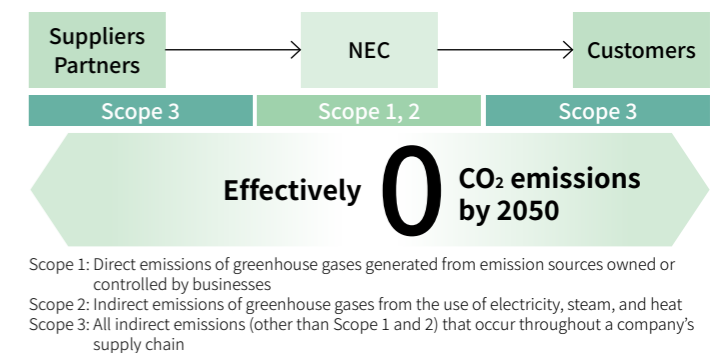 Suppliers
Partners
NEC
Customers
Scope 3
Scope 1, 2
Scope 3
Effectively 0 CO₂ emissions
by 2050
Scope 1: Direct emissions of greenhouse gases generated from emission sources owned or
controlled by businesses
Scope 2: Indirect emissions of greenhouse gases from the use of electricity, steam, and heat
Scope 3: All indirect emissions (other than Scope 1 and 2) that occur throughout a company’s
supply chain